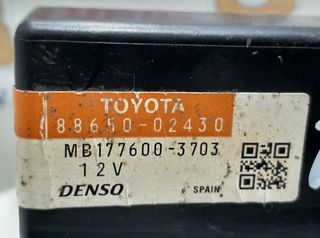 TOYOTA
88650-02430
MB177600-3703
12V
DENSO
SPAIN